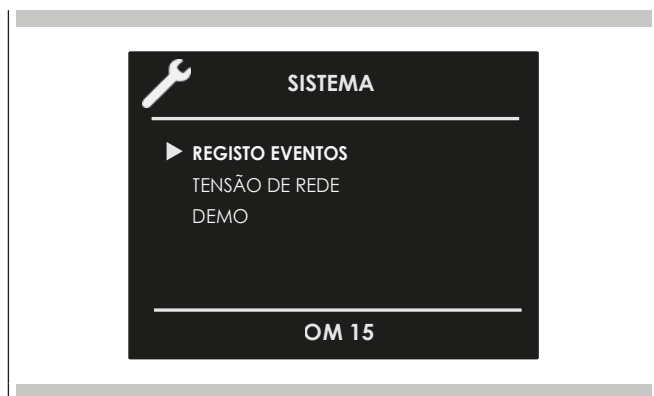 SISTEMA
REGISTO EVENTOS
TENSÃO DE REDE
DEMO
OM 15